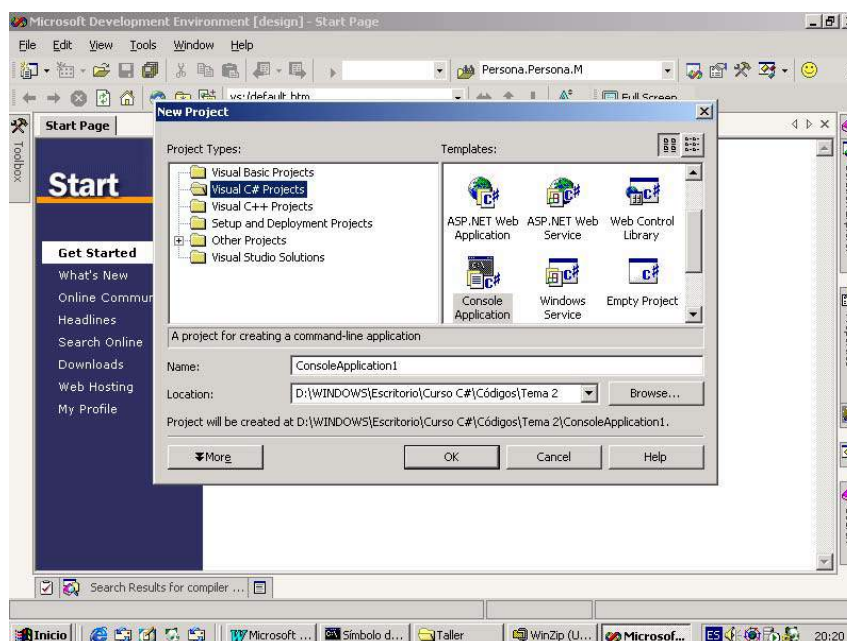 Microsoft Development Environment [design] - Start Page
File Edit View Tools Window Help
Persona.Persona.M
vs:/default.htm Full Screen
Start Page
Toolbox
Start
Get Started
What's New
Online Commun
Headlines
Search Online
Downloads
Web Hosting
My Profile
New Project
Project Types:
Visual Basic Projects
Visual C# Projects
Visual C++ Projects
Setup and Deployment Projects
Other Projects
Visual Studio Solutions
Templates:
ASP.NET Web Application
ASP.NET Web Service
Web Control Library
Console Application
Windows Service
Empty Project
A project for creating a command-line application
Name: ConsoleApplication1
Location: D:\WINDOWS\Escritorio\Curso C#\Códigos\Tema 2 Browse...
Project will be created at D:\WINDOWS\Escritorio\Curso C#\Códigos\Tema 2\ConsoleApplication1.
More OK Cancel Help
Search Results for compiler ...
Inicio Microsoft ... Símbolo d... Taller WinZip (U... Microsof... ES 20:20